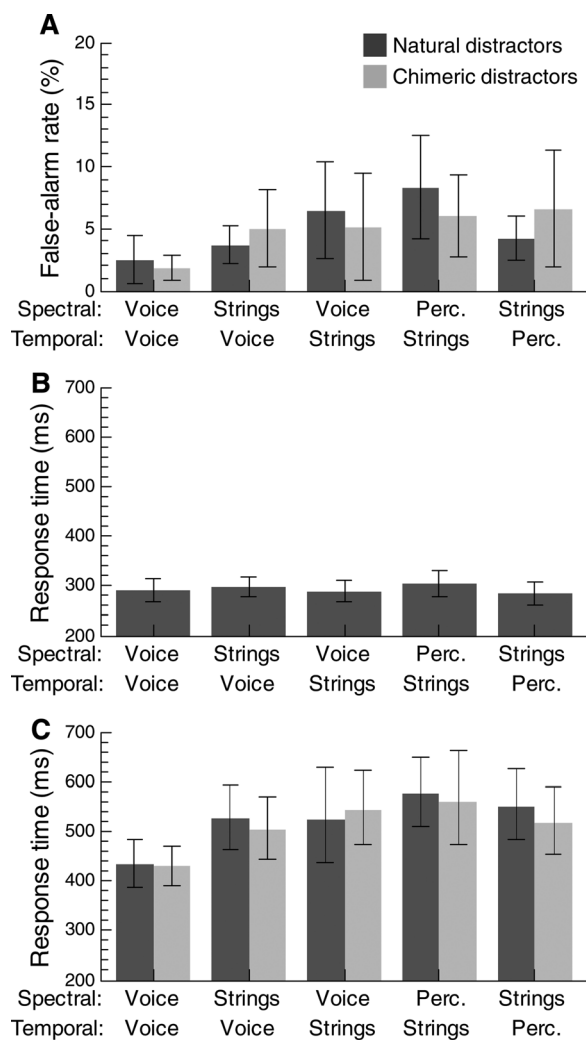 A
False-alarm rate (%)
20
15
10
5
0
Natural distractors
Chimeric distractors
Spectral: Voice Strings Voice Perc. Strings
Temporal: Voice Voice Strings Strings Perc.
B
Response time (ms)
700
600
500
400
300
200
Spectral: Voice Strings Voice Perc. Strings
Temporal: Voice Voice Strings Strings Perc.
C
Response time (ms)
700
600
500
400
300
200
Spectral: Voice Strings Voice Perc. Strings
Temporal: Voice Voice Strings Strings Perc.